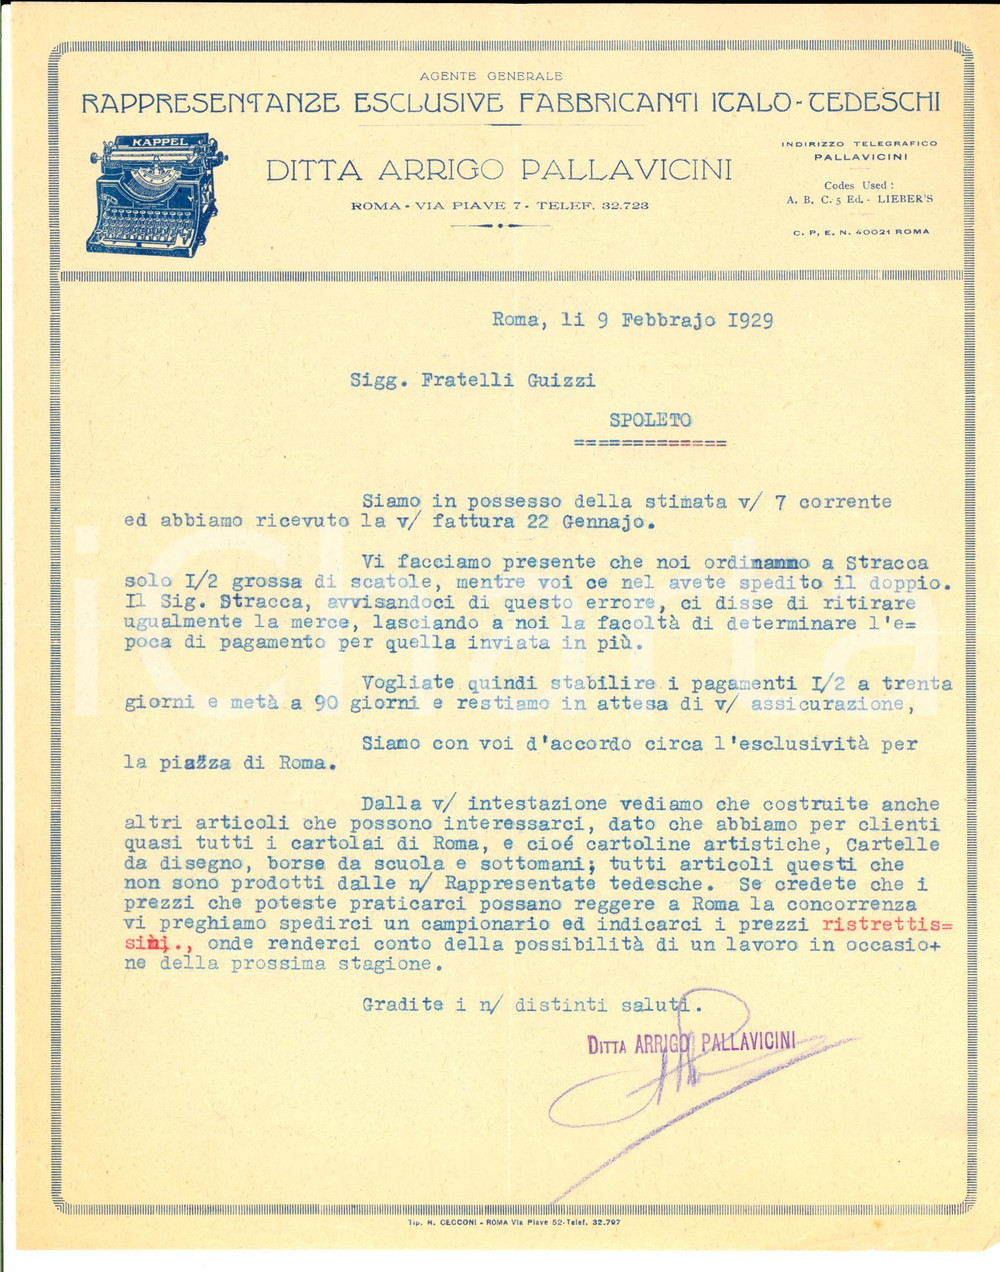 AGENTE GENERALE
RAPPRESENTANZE ESCLUSIVE FABBRICANTI ITALO-TEDESCHI
KAPPEL
DITTA ARRIGO PALLAVICINI
ROMA - VIA PIAVE 7 - TELEF. 32.723
INDIRIZZO TELEGRAFICO
PALLAVICINI
Codes Used :
A. B. C. 5 Ed. - LIEBER'S
C. P, E. N. 40021 ROMA
Roma, li 9 Febbrajo I929
Sigg. Fratelli Guizzi
SPOLETO
=============
Siamo in possesso della stimata v/ 7 corrente
ed abbiamo ricevuto la v/ fattura 22 Gennajo.
Vi facciamo presente che noi ordinammo a Stracca
solo I/2 grossa di scatole, mentre voi ce nel avete spedito il doppio.
Il Sig. Stracca, avvisandoci di questo errore, ci disse di ritirare
ugualmente la merce, lasciando a noi la facoltà di determinare l'e=
poca di pagamento per quella inviata in più.
Vogliate quindi stabilire i pagamenti I/2 a trenta
giorni e metà a 90 giorni e restiamo in attesa di v/ assicurazione,
Siamo con voi d'accordo circa l'esclusività per
la piazza di Roma.
Dalla v/ intestazione vediamo che costruite anche
altri articoli che possono interessarci, dato che abbiamo per clienti
quasi tutti i cartolai di Roma, e cioé cartoline artistiche, Cartelle
da disegno, borse da scuola e sottomani; tutti articoli questi che
non sono prodotti dalle n/ Rappresentate tedesche. Se credete che i
prezzi che poteste praticarci possano reggere a Roma la concorrenza
vi preghiamo spedirci un campionario ed indicarci i prezzi ristrettis=
simi., onde renderci conto della possibilità di un lavoro in occasio+
ne della prossima stagione.
Gradite i n/ distinti saluti.
DITTA ARRIGO PALLAVICINI
Tip. H. CECCONI - ROMA Via Piave 52-Telef. 32.797
iCharta